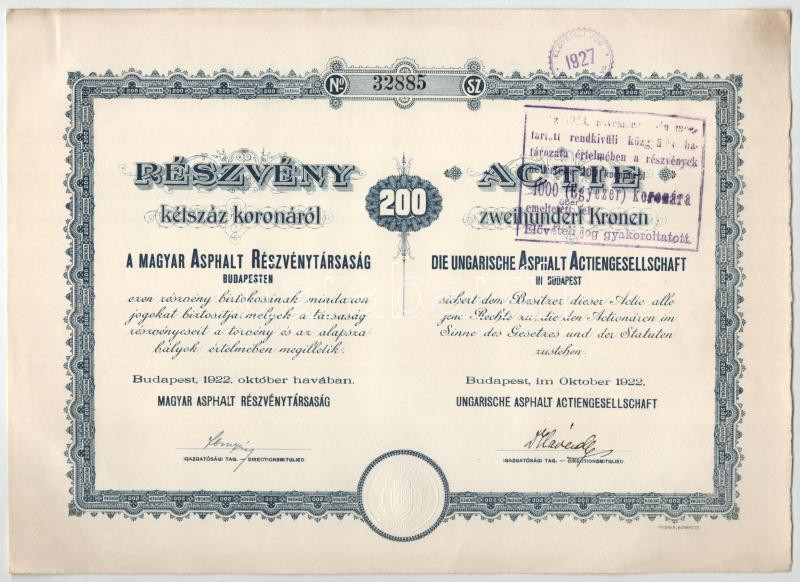 1927
Nº 32885 SZ
tartott rendkivüli közgyűlés ha-
tározata értelmében a részvények
1000 (Egyezer) koronára
Elővételi jog gyakoroltatott.
RÉSZVÉNY
kétszáz koronáról
200
ACTIE
über
zweihundert Kronen
A MAGYAR ASPHALT RÉSZVÉNYTÁRSASÁG
BUDAPESTEN
ezen részvény birtokosának mindazon
jogokat biztositja melyek a társaság
részvényeseit a törvény és az alapsza-
bályok értelmében megilletik.
Budapest, 1922. október havában.
MAGYAR ASPHALT RÉSZVÉNYTÁRSASÁG
IGAZGATÓSÁGI TAG. — DIRECTIONSMITGLIED.
DIE UNGARISCHE ASPHALT ACTIENGESELLSCHAFT
IN BUDAPEST
sichert dem Besitzer dieser Actie alle
jene Rechte zu, die den Actionären im
Sinne des Gesetzes und der Statuten
zustehen.
Budapest, im Oktober 1922.
UNGARISCHE ASPHALT ACTIENGESELLSCHAFT
IGAZGATÓSÁGI TAG. — DIRECTIONSMITGLIED.